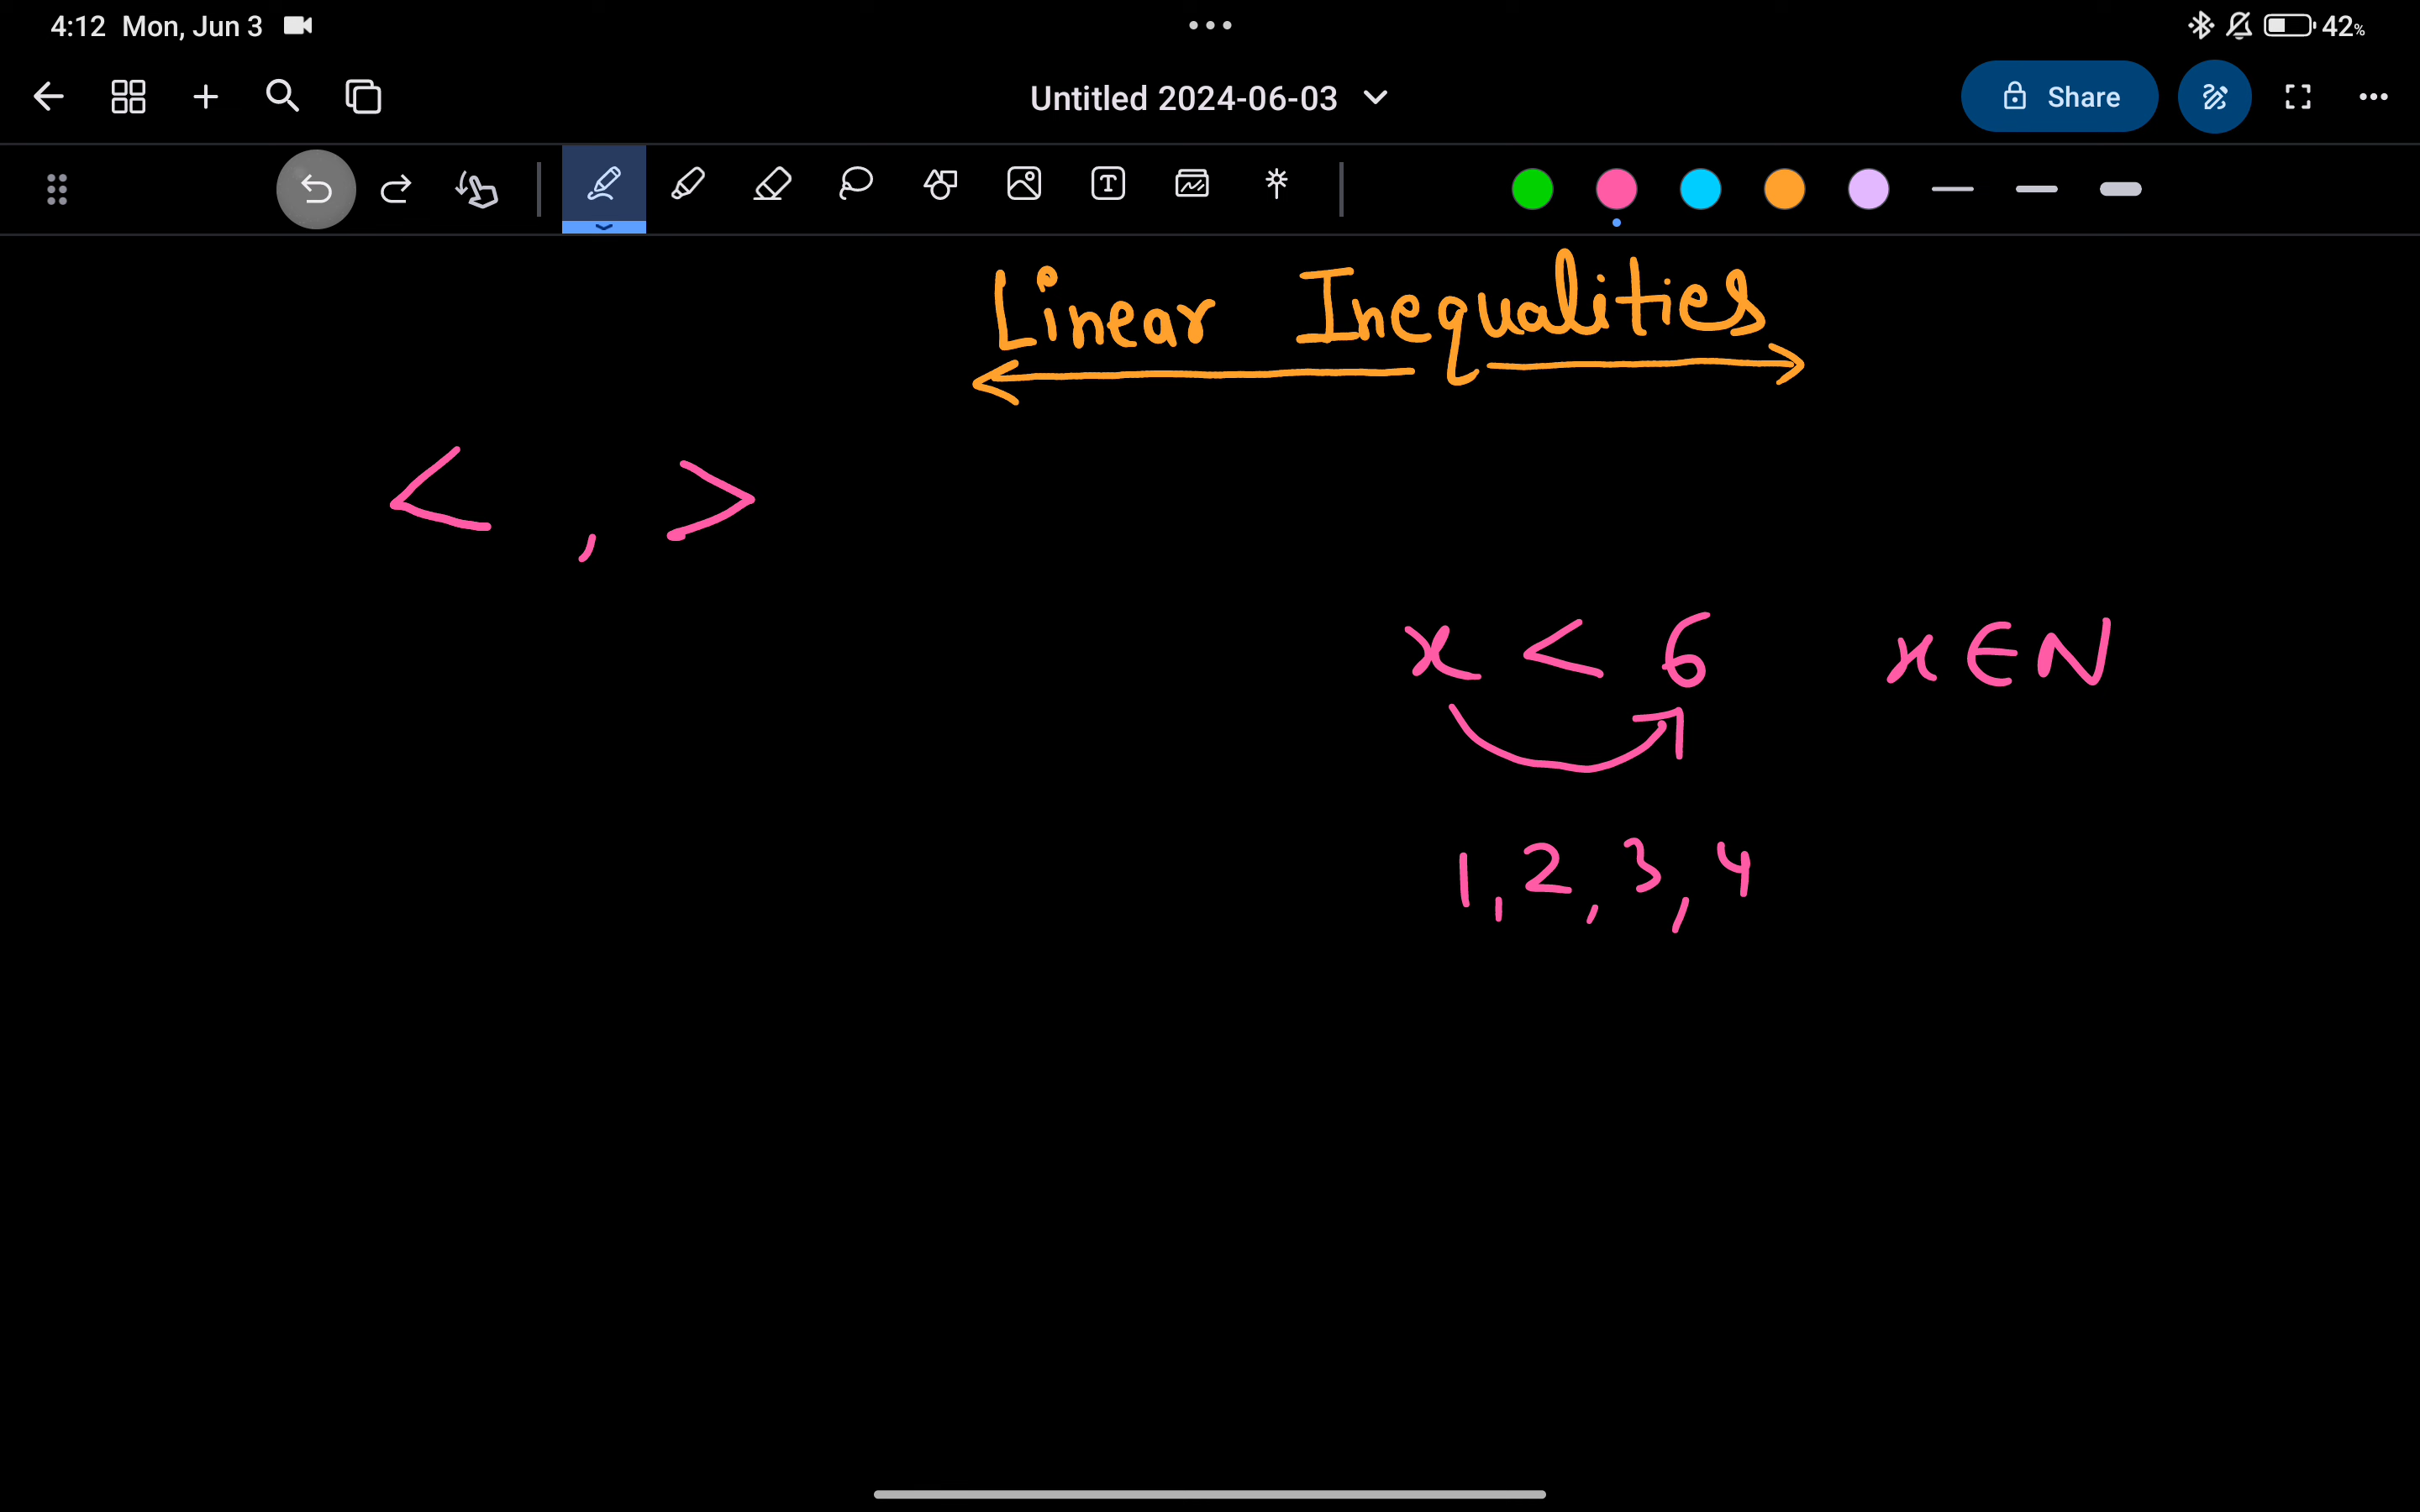 4:12 Mon, Jun 3
42%
Untitled 2024-06-03
Share
Linear Inequalities
< , >
x < 6 x ∈ N
1, 2, 3, 4